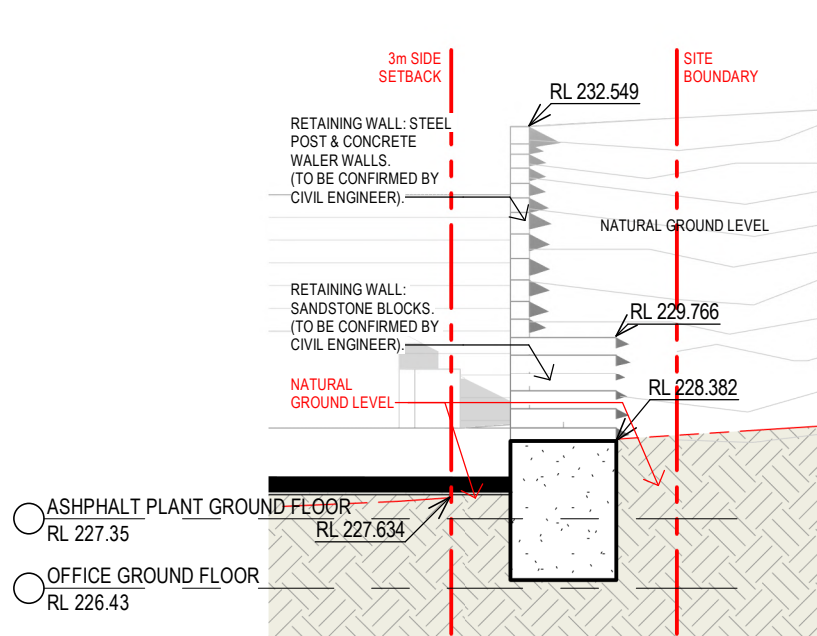 3m SIDE
SETBACK
SITE
BOUNDARY
RL 232.549
RETAINING WALL: STEEL
POST & CONCRETE
WALER WALLS.
(TO BE CONFIRMED BY
CIVIL ENGINEER).
NATURAL GROUND LEVEL
RETAINING WALL:
SANDSTONE BLOCKS.
(TO BE CONFIRMED BY
CIVIL ENGINEER).
RL 229.766
NATURAL
GROUND LEVEL
RL 228.382
ASHPHALT PLANT GROUND FLOOR
RL 227.35
RL 227.634
OFFICE GROUND FLOOR
RL 226.43